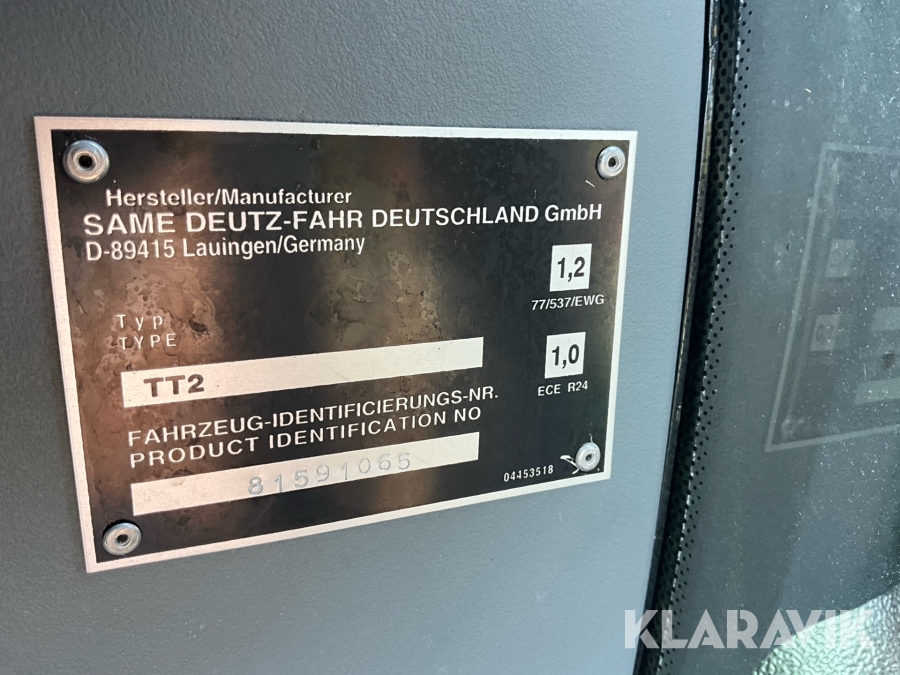 Hersteller/Manufacturer
SAME DEUTZ-FAHR DEUTSCHLAND GmbH
D-89415 Lauingen/Germany
1,2
77/537/EWG
Typ
TYPE
1,0
TT2
ECE R24
FAHRZEUG-IDENTIFICIERUNGS-NR.
PRODUCT IDENTIFICATION NO
81591065
04453518
KLARAVIK